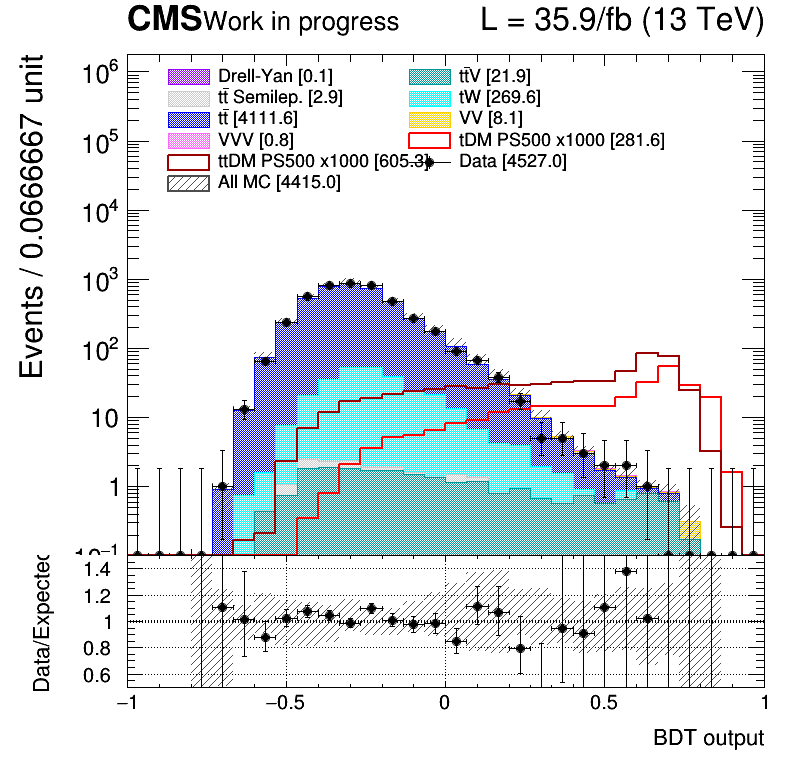 CMS Work in progress L = 35.9/fb (13 TeV)
Events / 0.0666667 unit
10⁶
10⁵
10⁴
10³
10²
10
1
10⁻¹
Drell-Yan [0.1] tt̄V [21.9]
tt̄ Semilep. [2.9] tW [269.6]
tt̄ [4111.6] VV [8.1]
VVV [0.8] tDM PS500 x1000 [281.6]
ttDM PS500 x1000 [605.3] Data [4527.0]
All MC [4415.0]
Data/Expected
1.4
1.2
1
0.8
0.6
−1 −0.5 0 0.5 1
BDT output